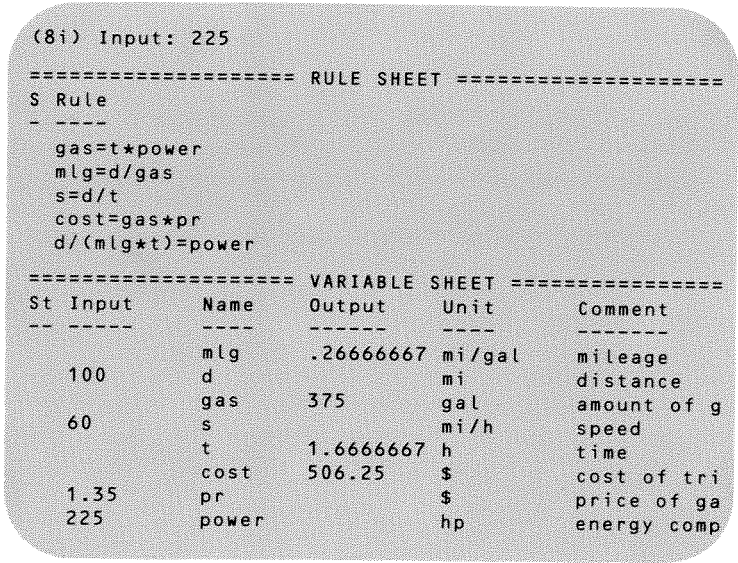 (8i) Input: 225
==================== RULE SHEET ====================
S Rule
- ----
gas=t*power
mlg=d/gas
s=d/t
cost=gas*pr
d/(mlg*t)=power
==================== VARIABLE SHEET ================
St Input Name Output Unit Comment
-- ----- ---- ------ ---- -------
mlg .26666667 mi/gal mileage
100 d mi distance
gas 375 gal amount of g
60 s mi/h speed
t 1.6666667 h time
cost 506.25 $ cost of tri
1.35 pr $ price of ga
225 power hp energy comp